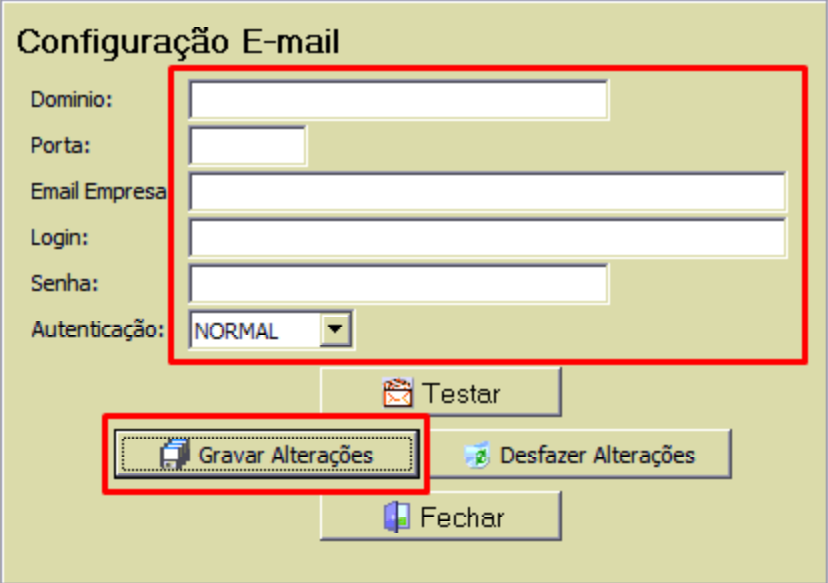 Configuração E-mail
Dominio:
Porta:
Email Empresa
Login:
Senha:
Autenticação: NORMAL
Testar
Gravar Alterações Desfazer Alterações
Fechar